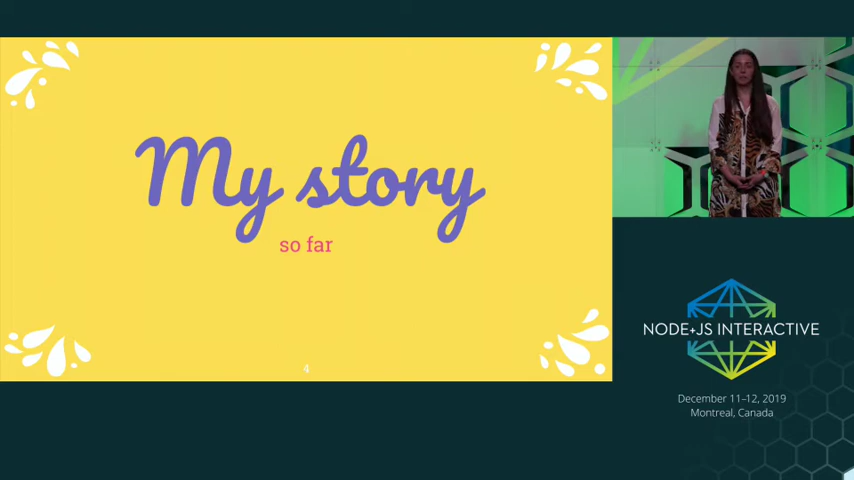 My story
so far
4
NODE+JS INTERACTIVE
December 11–12, 2019
Montreal, Canada